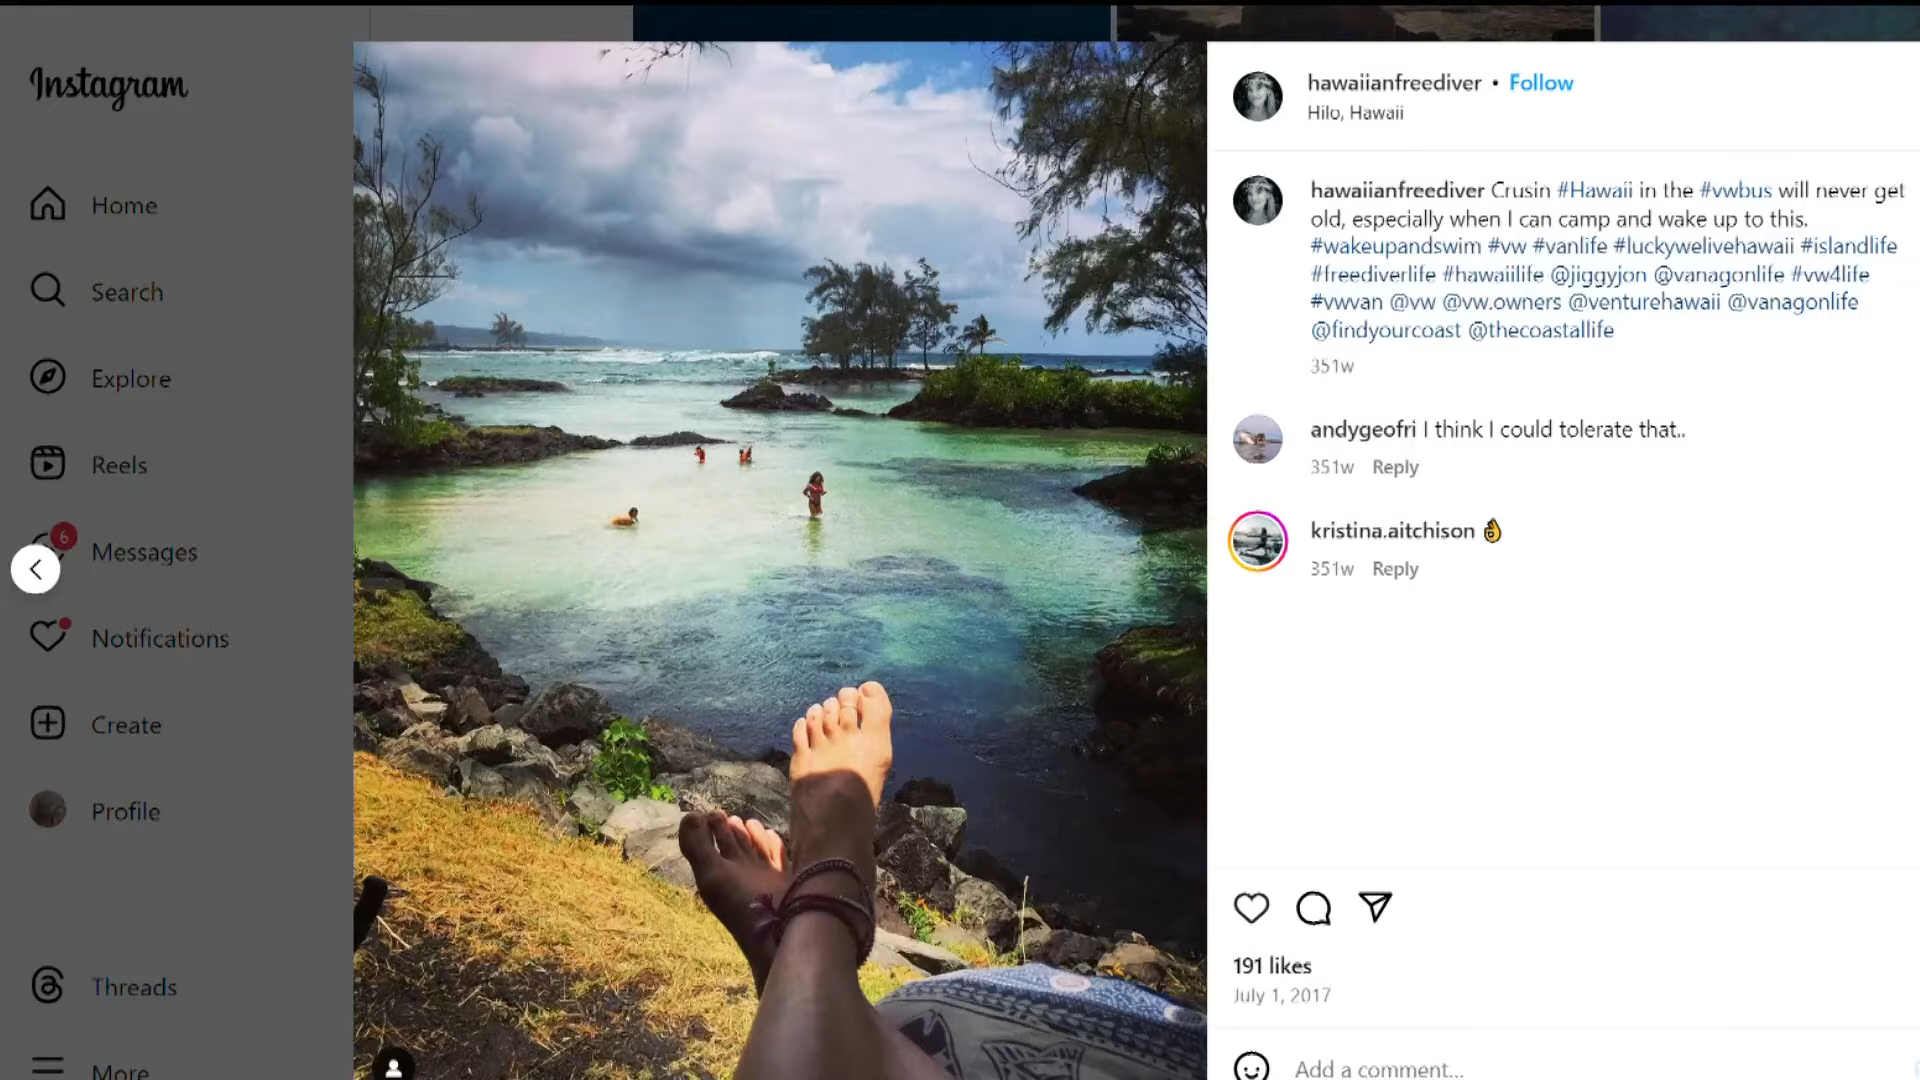 Instagram
Home
Search
Explore
Reels
6
Messages
Notifications
Create
Profile
Threads
More
hawaiianfreediver • Follow
Hilo, Hawaii
hawaiianfreediver Crusin #Hawaii in the #vwbus will never get
old, especially when I can camp and wake up to this.
#wakeupandswim #vw #vanlife #luckywelivehawaii #islandlife
#freediverlife #hawaiilife @jiggyjon @vanagonlife #vw4life
#vwvan @vw @vw.owners @venturehawaii @vanagonlife
@findyourcoast @thecoastallife
351w
andygeofri I think I could tolerate that..
351w Reply
kristina.aitchison 👌
351w Reply
191 likes
July 1, 2017
Add a comment...